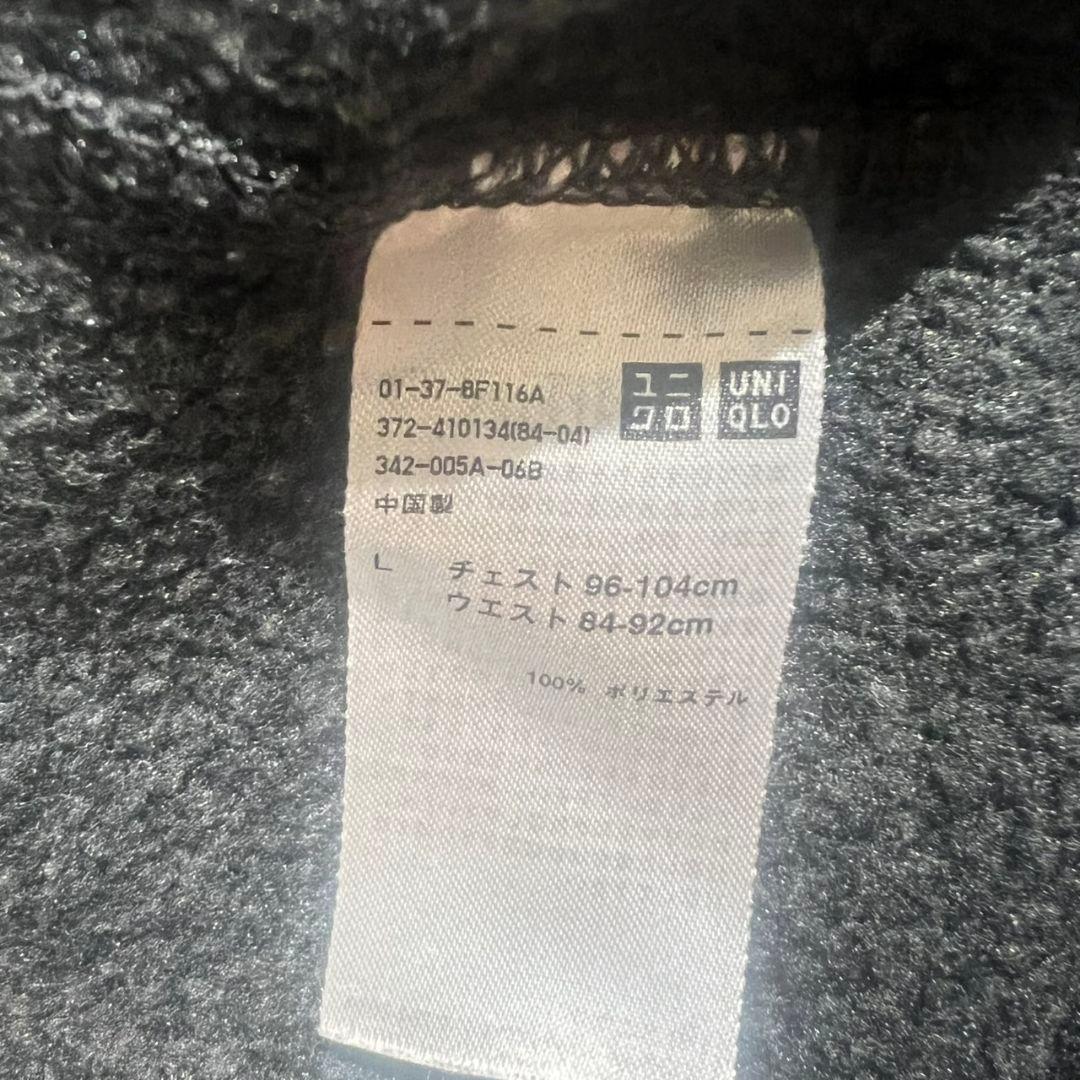 ユニ
クロ
UNI
QLO
01-37-8F116A
372-410134(84-04)
342-005A-06B
中国製
L チェスト 96-104cm
ウエスト 84-92cm
100% ポリエステル